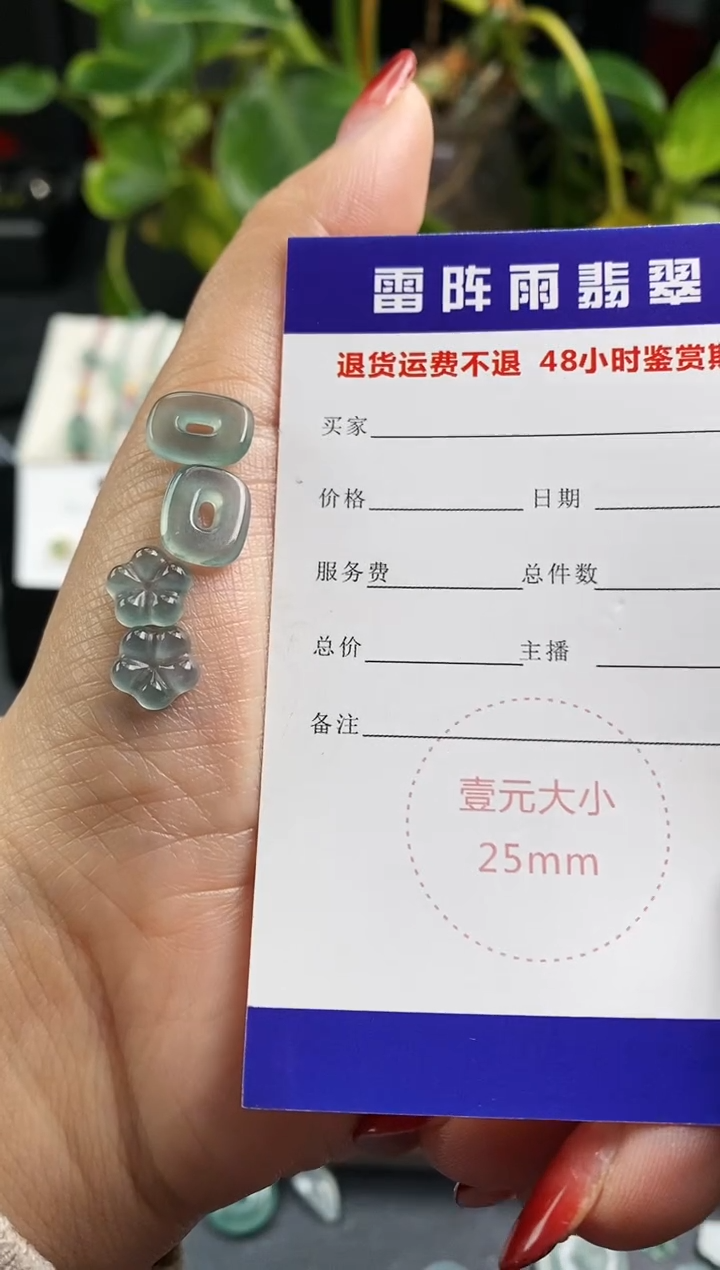 雷阵雨翡翠
退货运费不退 48小时鉴赏期
买家
价格 日期
服务费 总件数
总价 主播
备注
壹元大小
25mm